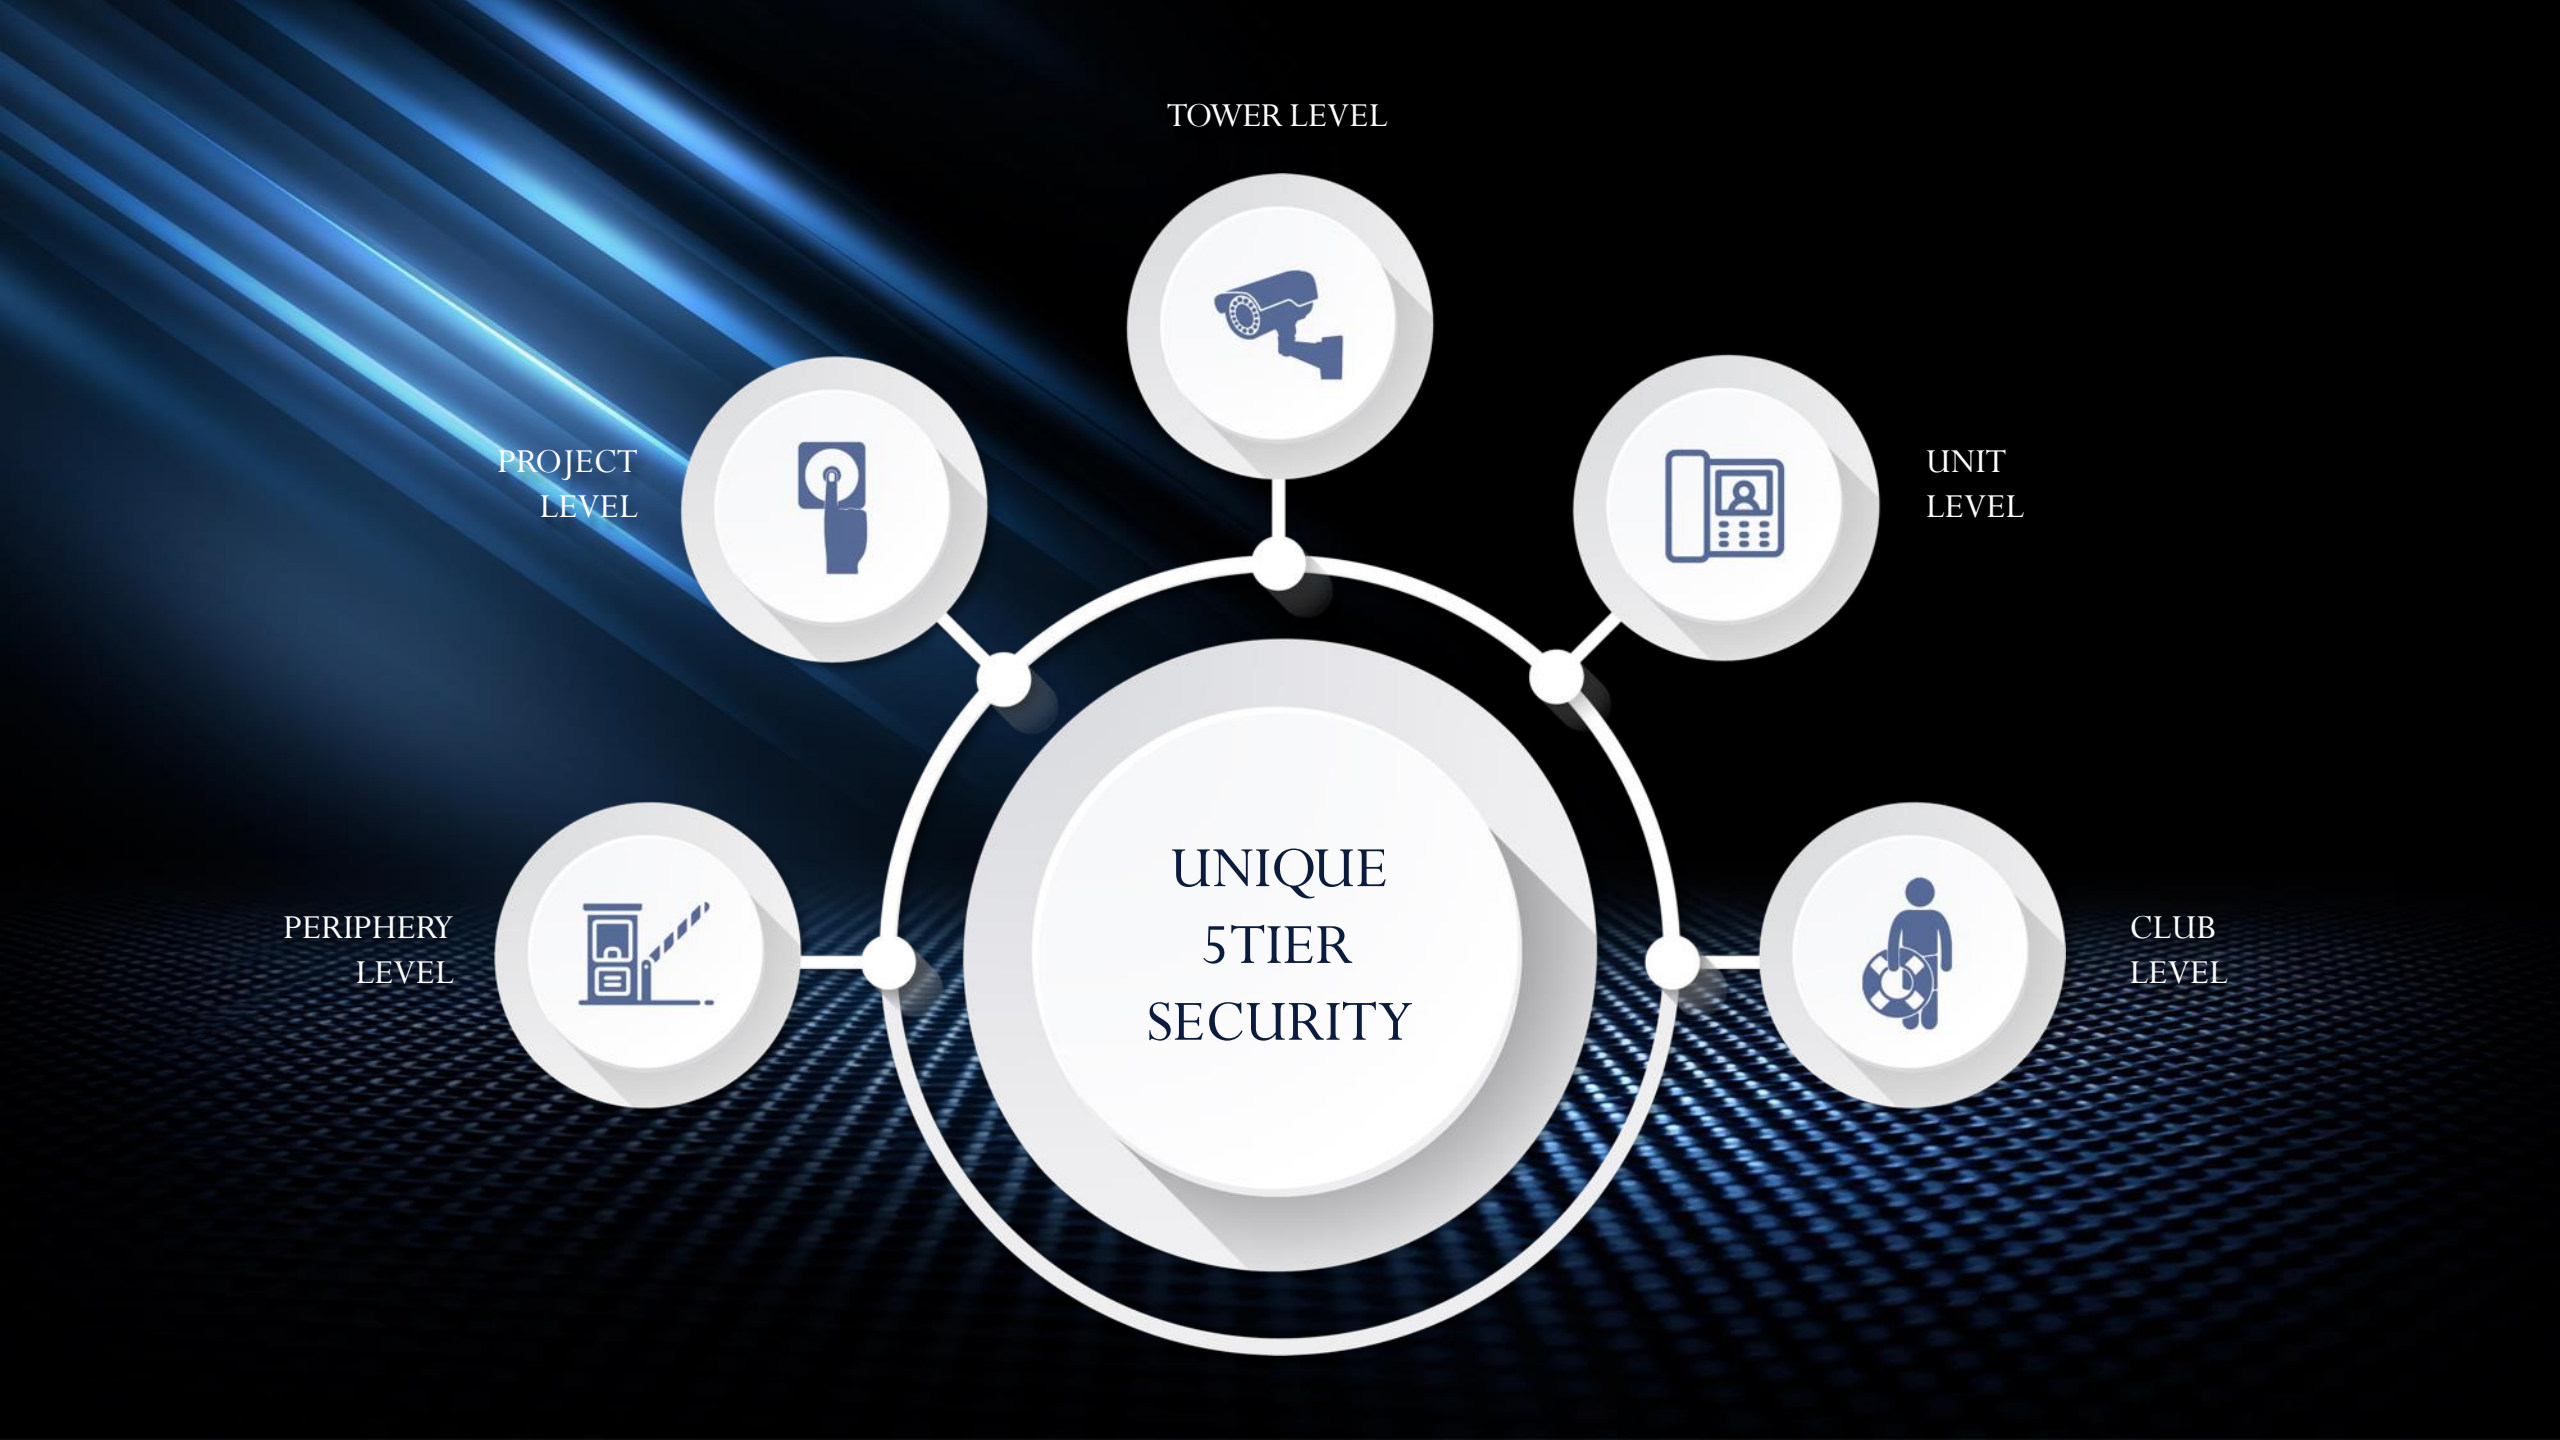 TOWER LEVEL
PROJECT
LEVEL
UNIT
LEVEL
PERIPHERY
LEVEL
UNIQUE
5TIER
SECURITY
CLUB
LEVEL